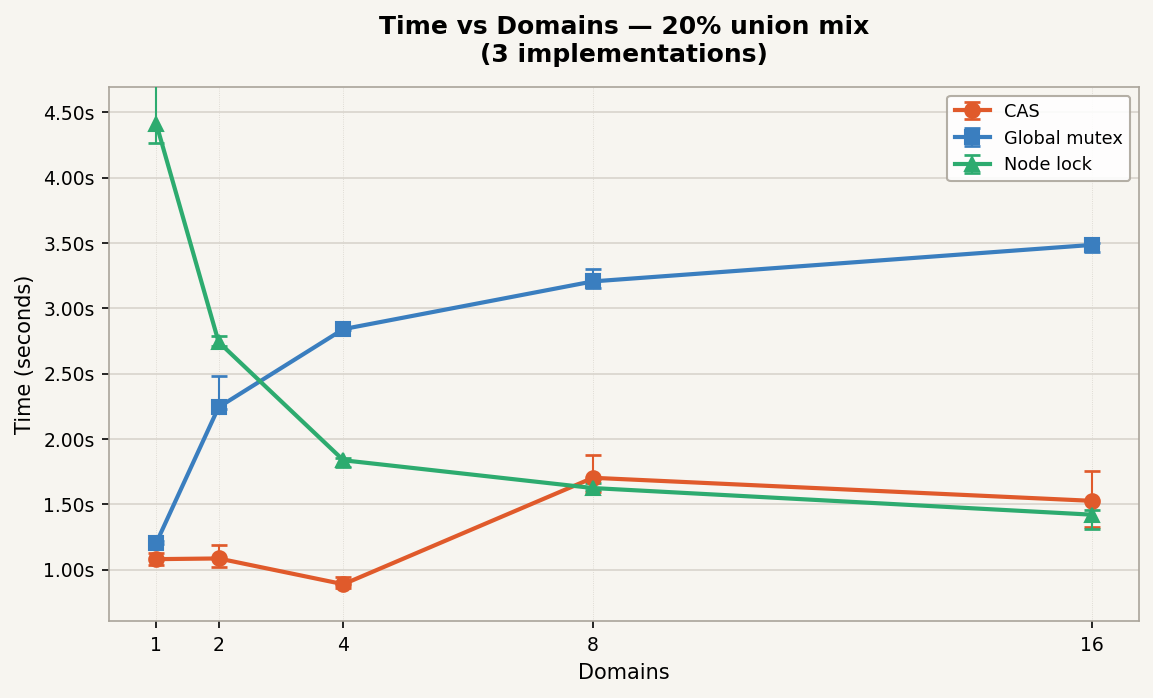 Time vs Domains — 20% union mix
(3 implementations)
4.50s
4.00s
3.50s
3.00s
2.50s
2.00s
1.50s
1.00s
Time (seconds)
CAS
Global mutex
Node lock
1 2 4 8 16
Domains